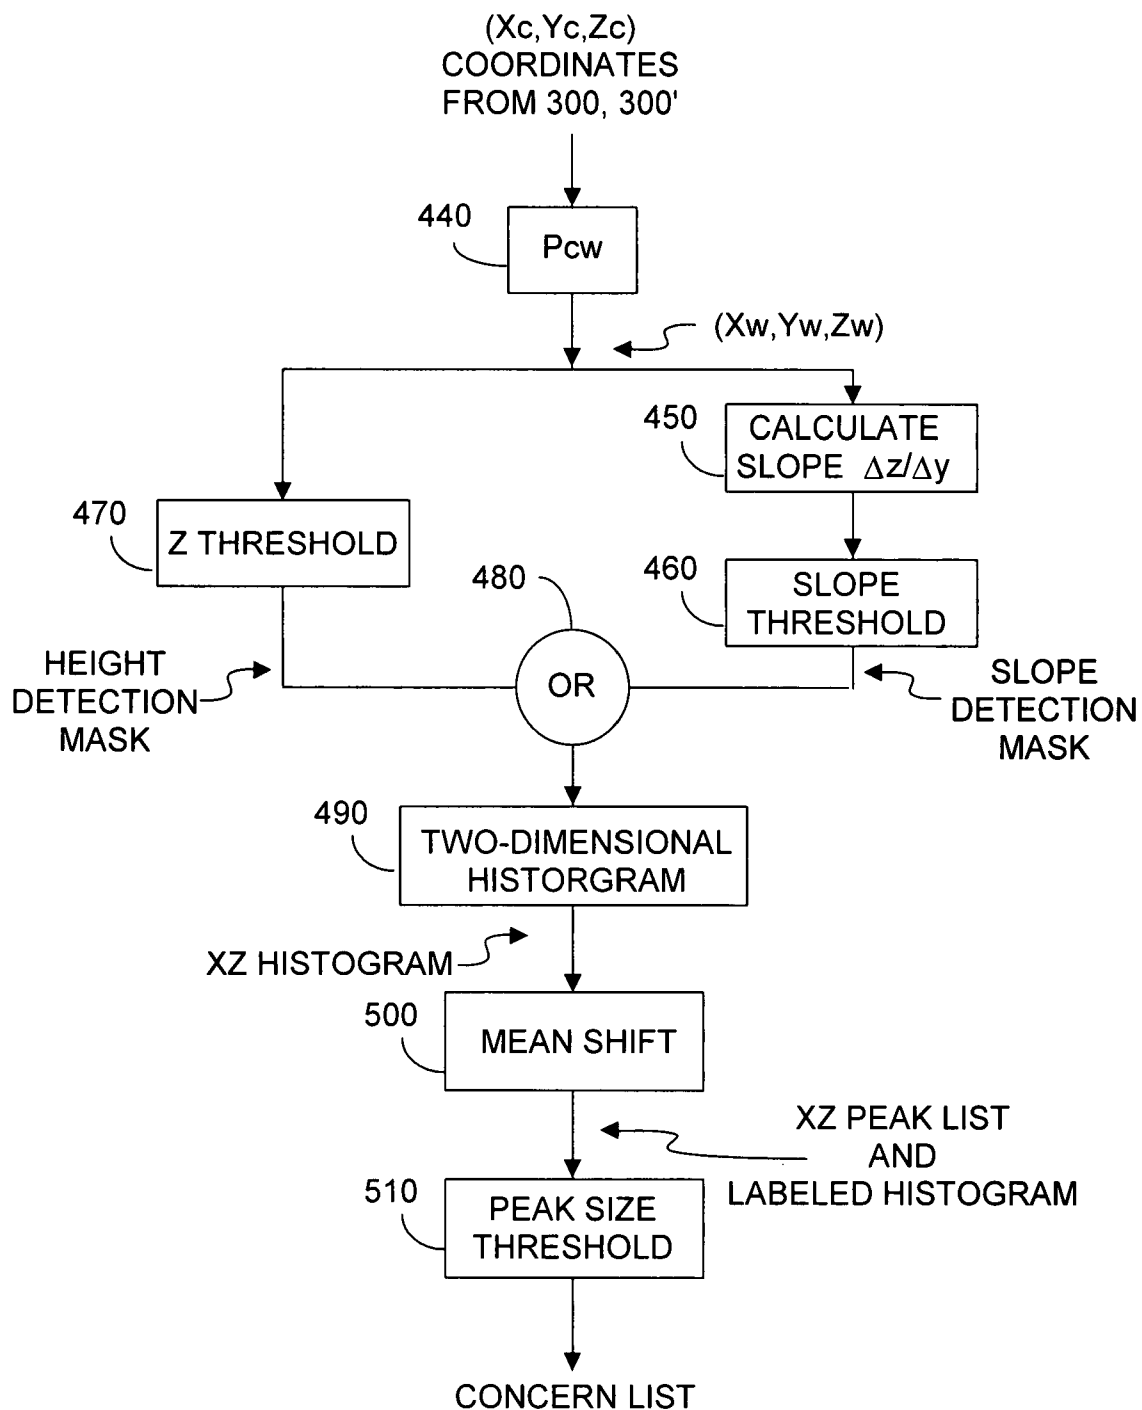 (Xc,Yc,Zc)
COORDINATES
FROM 300, 300'
440
Pcw
(Xw,Yw,Zw)
450
CALCULATE
SLOPE Δz/Δy
470
Z THRESHOLD
480
460
SLOPE
THRESHOLD
HEIGHT
DETECTION
MASK
OR
SLOPE
DETECTION
MASK
490
TWO-DIMENSIONAL
HISTORGRAM
XZ HISTOGRAM
500
MEAN SHIFT
XZ PEAK LIST
AND
LABELED HISTOGRAM
510
PEAK SIZE
THRESHOLD
CONCERN LIST